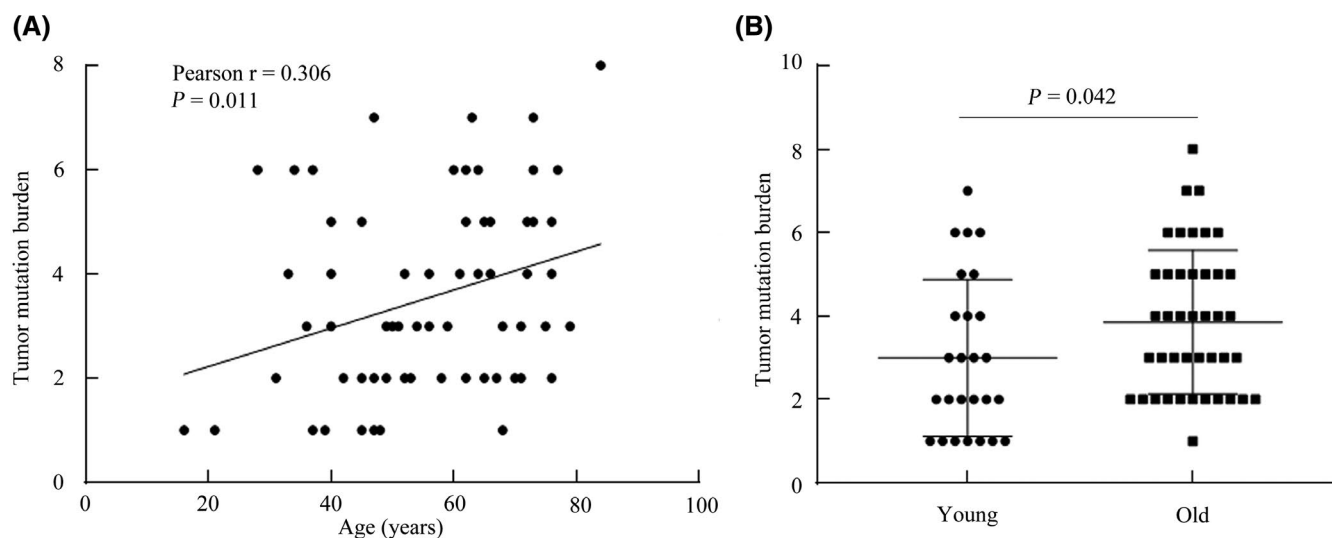 (A)
Tumor mutation burden
8
6
4
2
0
Pearson r = 0.306
P = 0.011
0 20 40 60 80 100
Age (years)
(B)
Tumor mutation burden
10
8
6
4
2
0
P = 0.042
Young Old